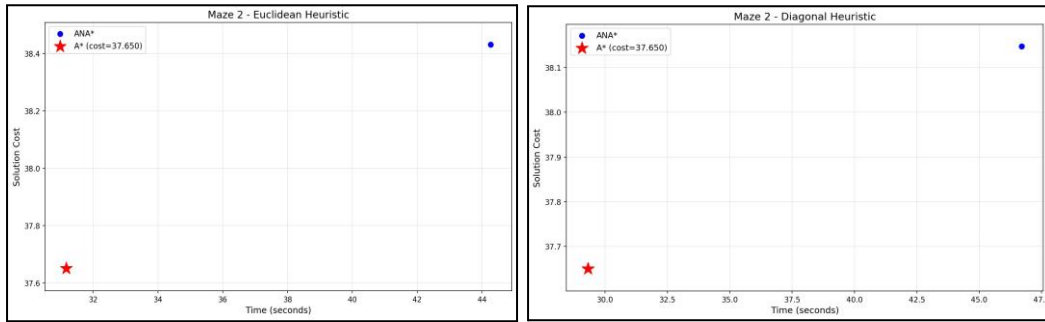 Maze 2 - Euclidean Heuristic
ANA*
A* (cost=37.650)
38.4
38.2
38.0
37.8
37.6
Solution Cost
32
34
36
38
40
42
44
Time (seconds)
Maze 2 - Diagonal Heuristic
ANA*
A* (cost=37.650)
38.1
38.0
37.9
37.8
37.7
Solution Cost
30.0
32.5
35.0
37.5
40.0
42.5
45.0
47.
Time (seconds)